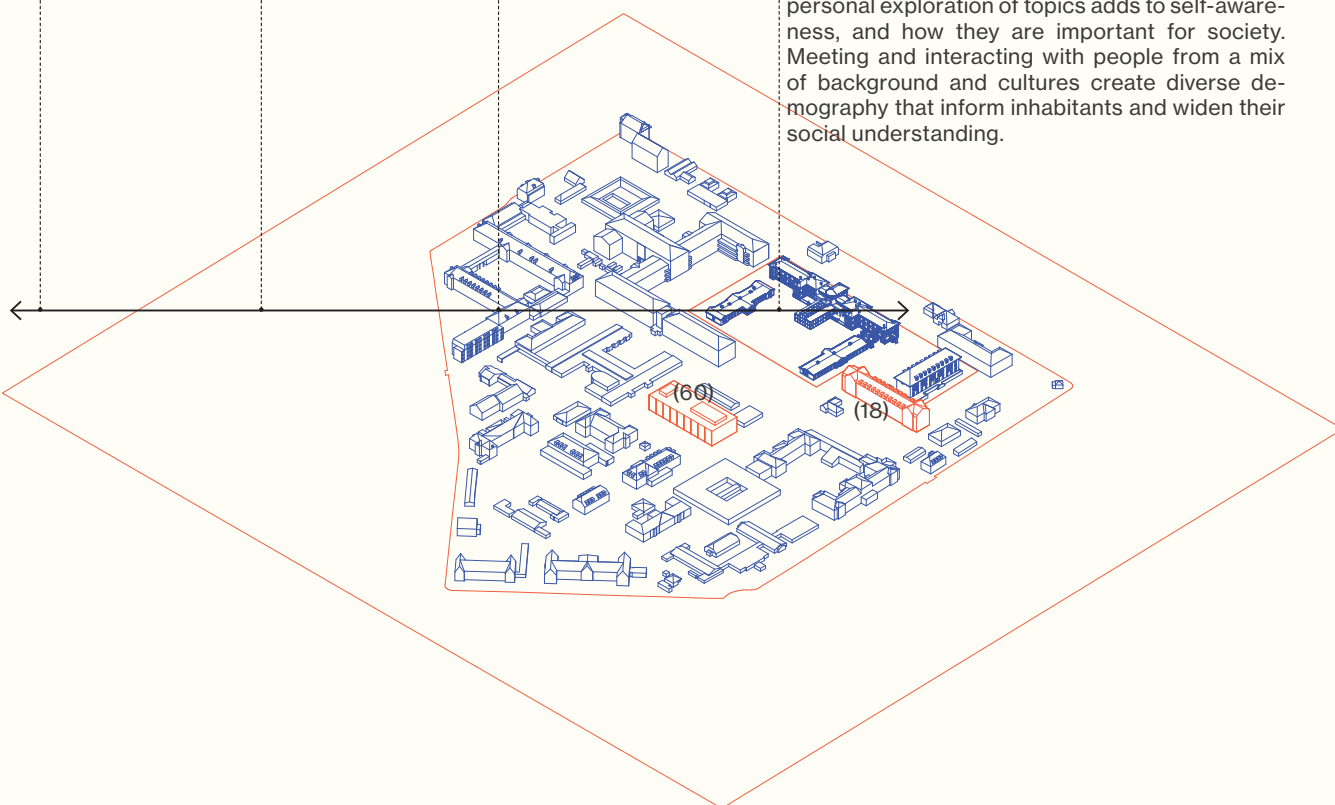 personal exploration of topics adds to self-aware-
ness, and how they are important for society.
Meeting and interacting with people from a mix
of background and cultures create diverse de-
mography that inform inhabitants and widen their
social understanding.
(60)
(18)